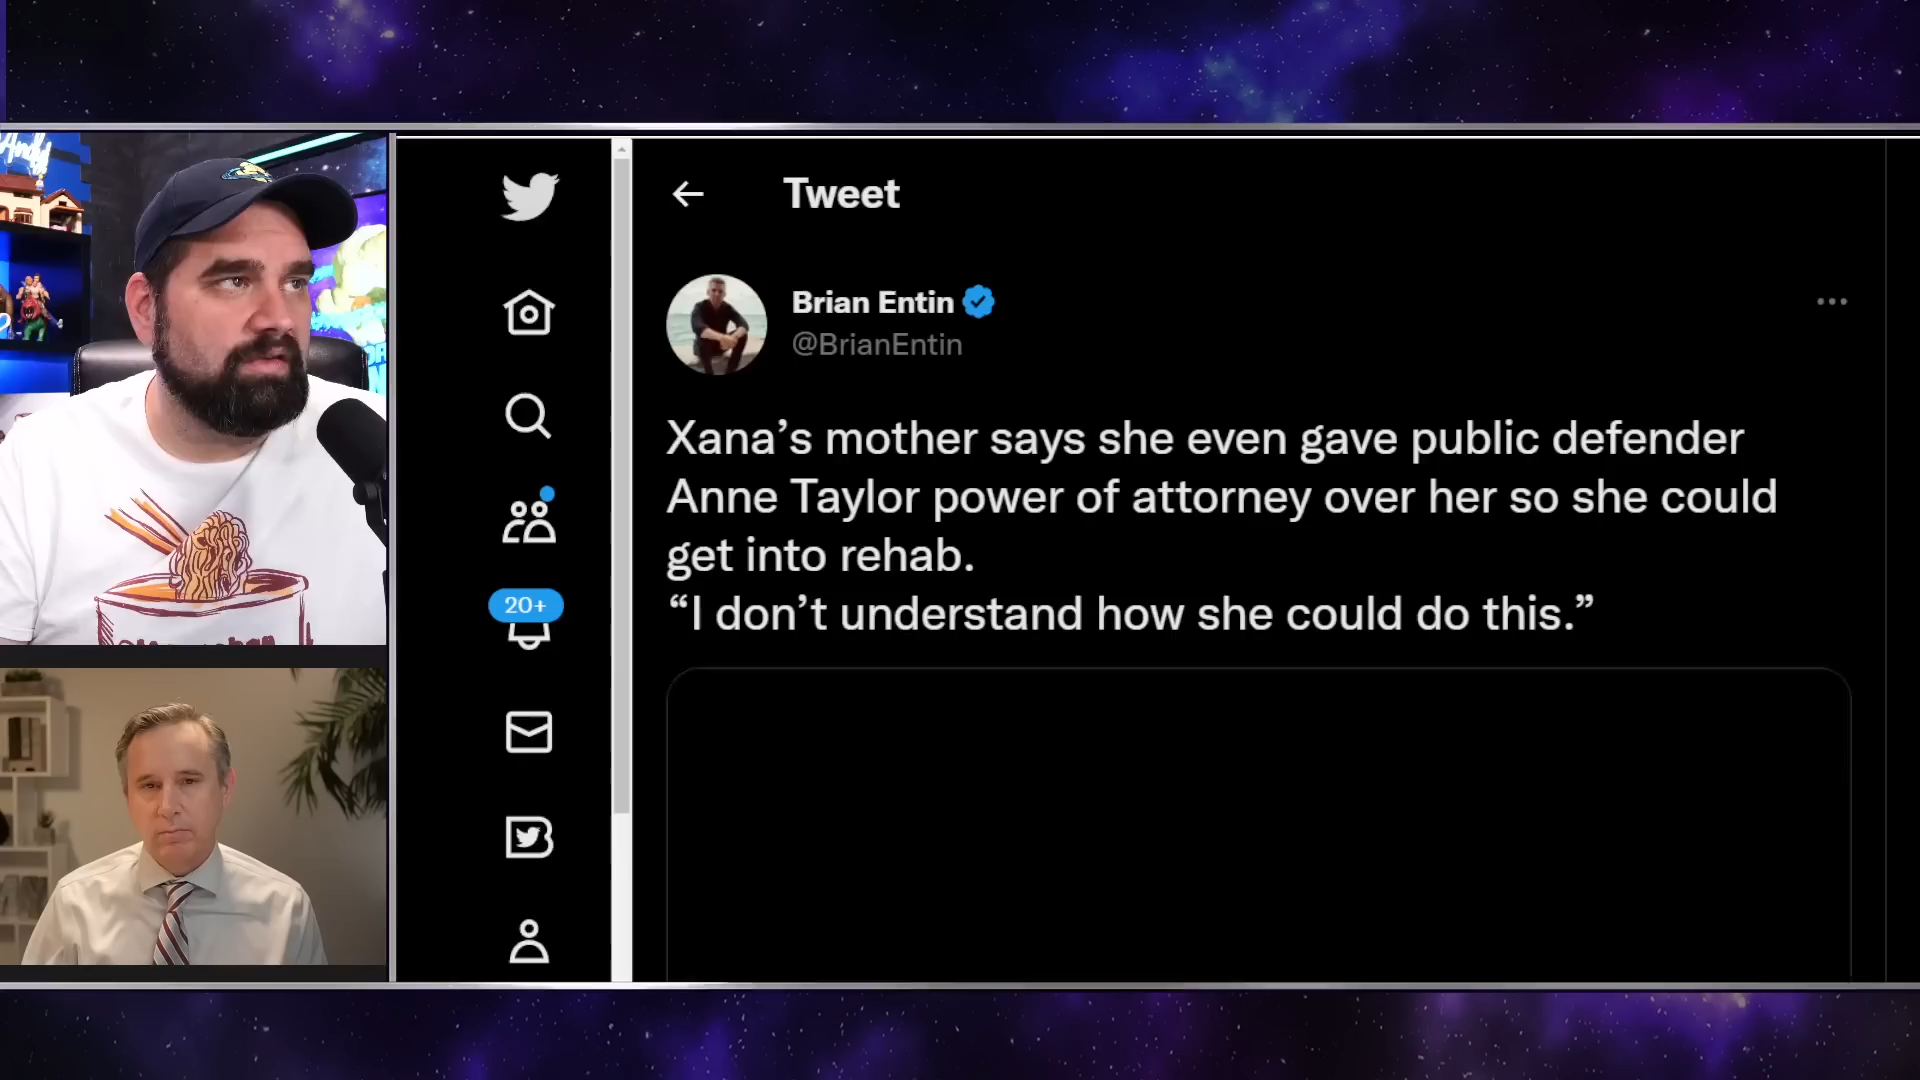 Andy
Tweet
Brian Entin
@BrianEntin
Xana’s mother says she even gave public defender
Anne Taylor power of attorney over her so she could
get into rehab.
“I don’t understand how she could do this.”
20+